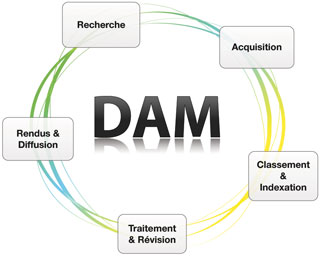 Recherche
Acquisition
DAM
Rendus &
Diffusion
Classement
&
Indexation
Traitement
& Révision